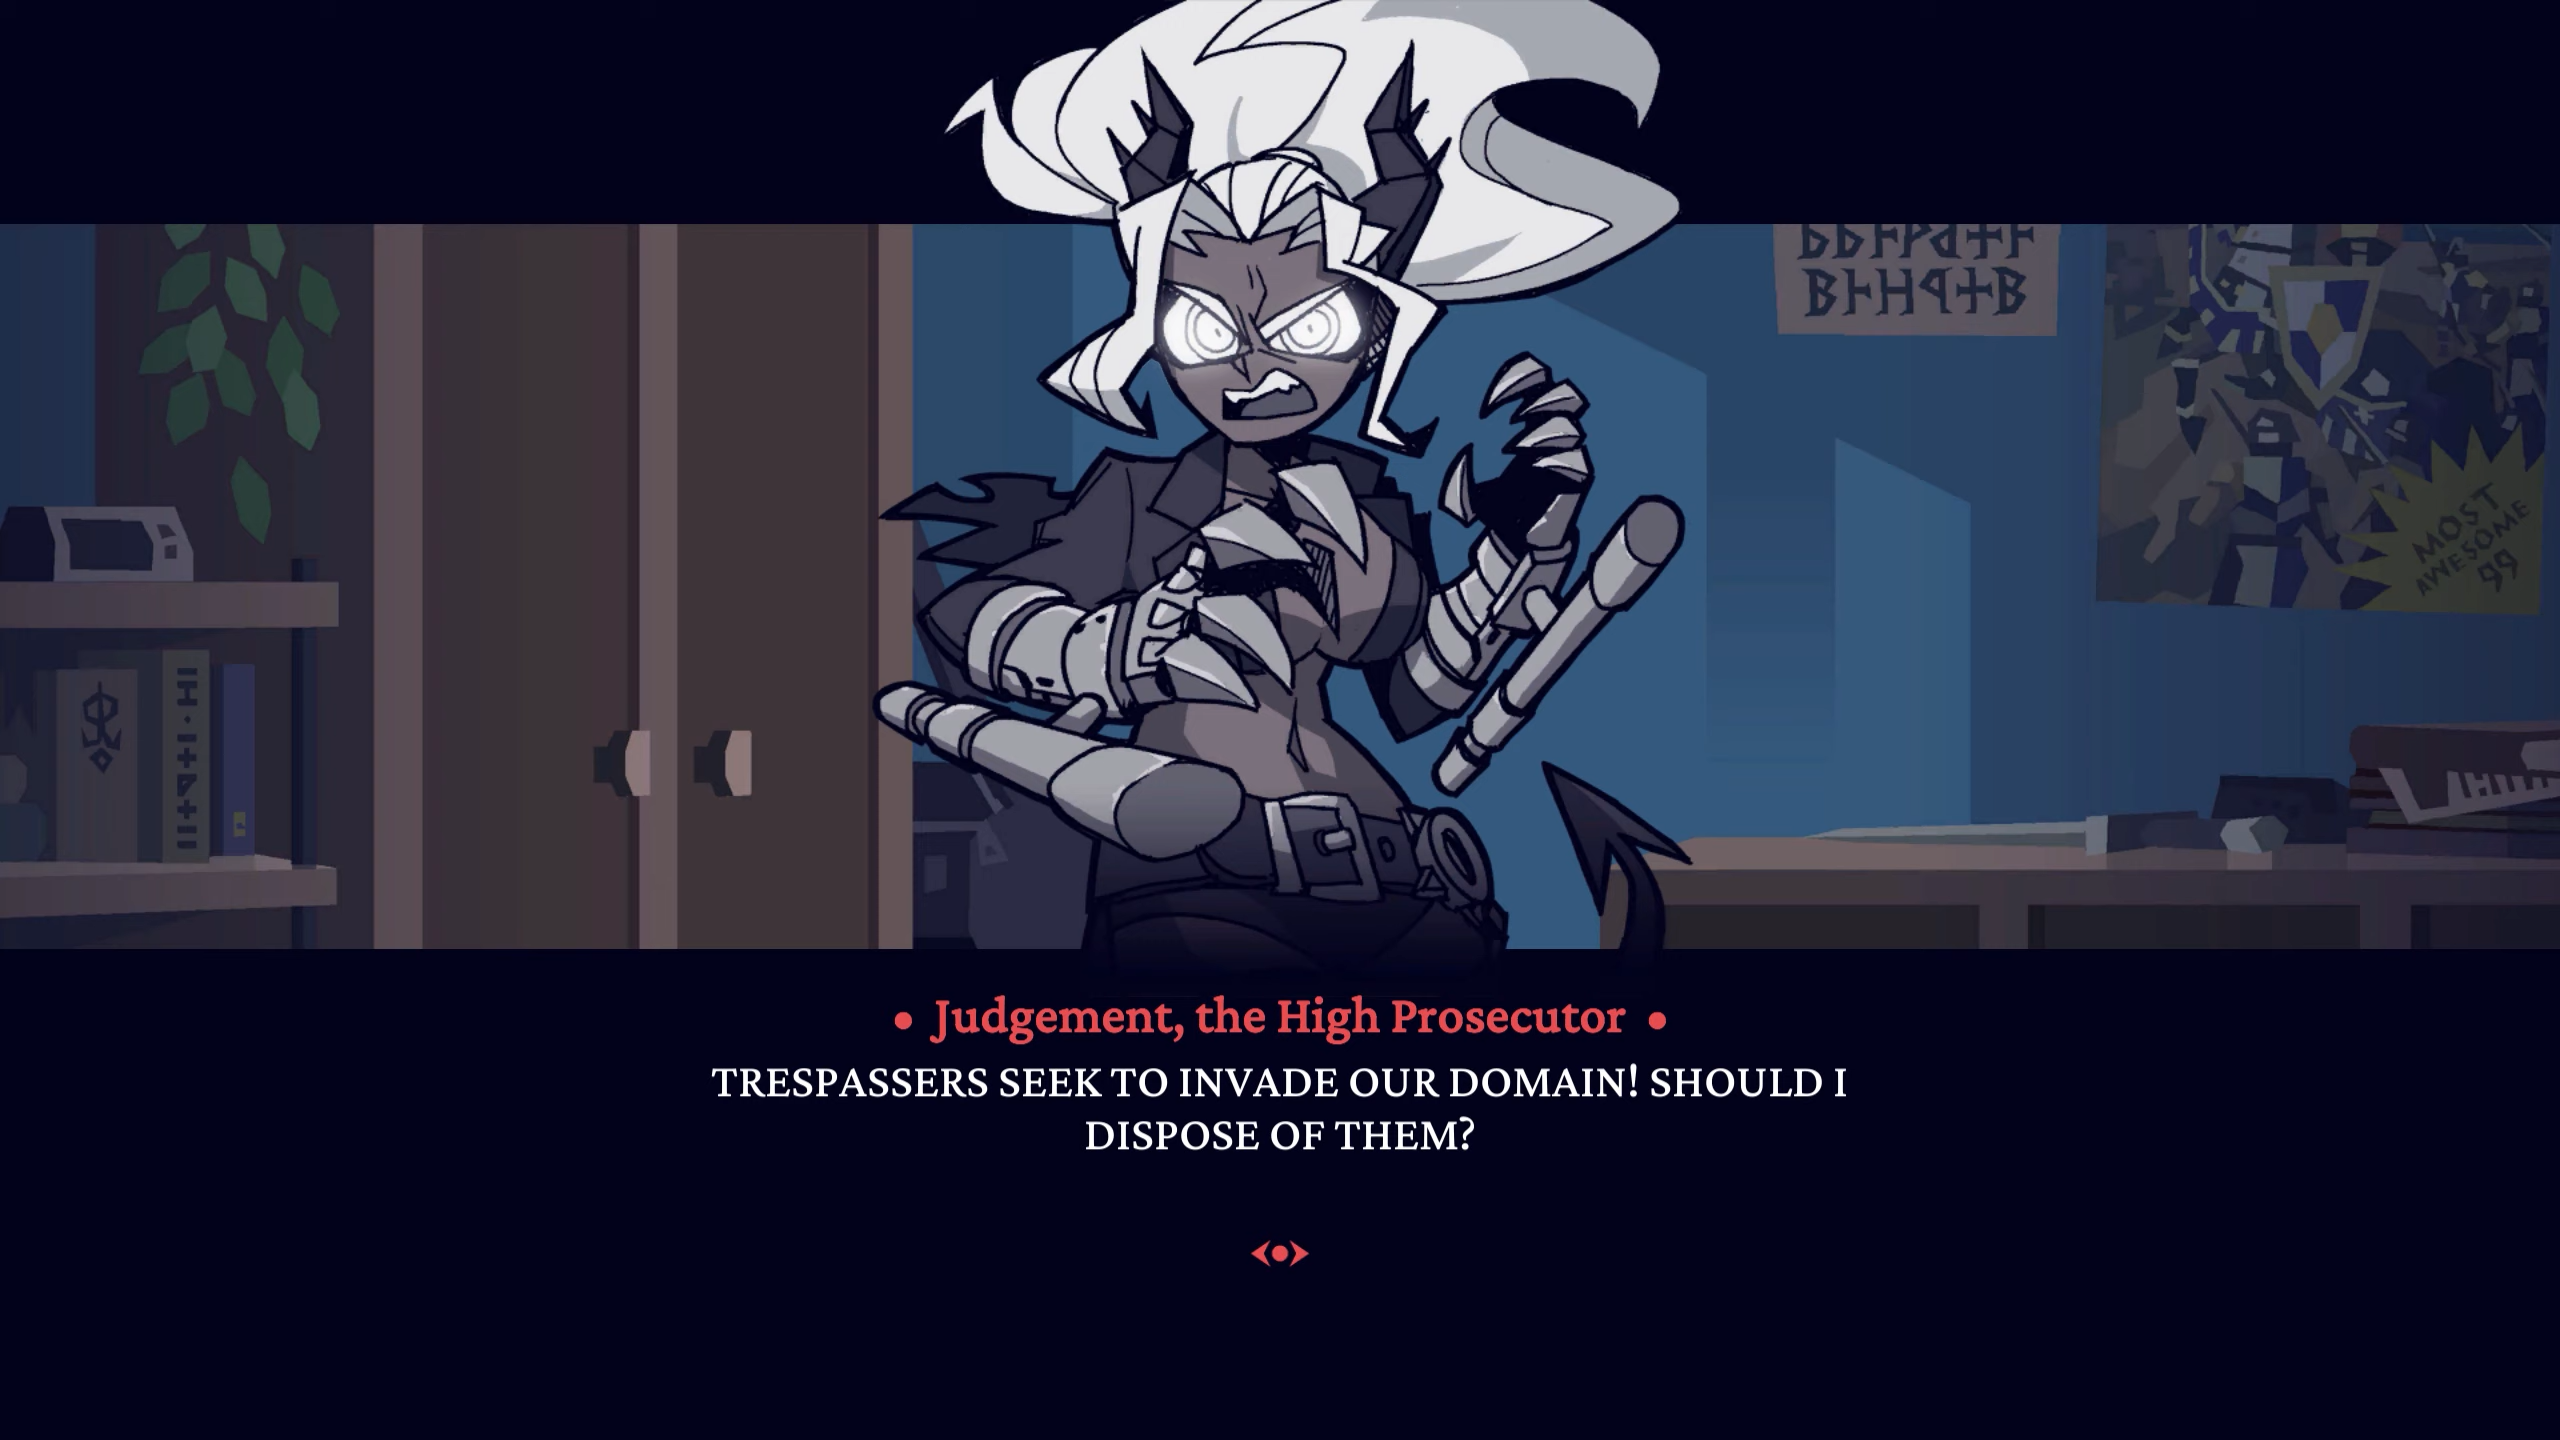 MOST
AWESOME
99
• Judgement, the High Prosecutor •
TRESPASSERS SEEK TO INVADE OUR DOMAIN! SHOULD I
DISPOSE OF THEM?